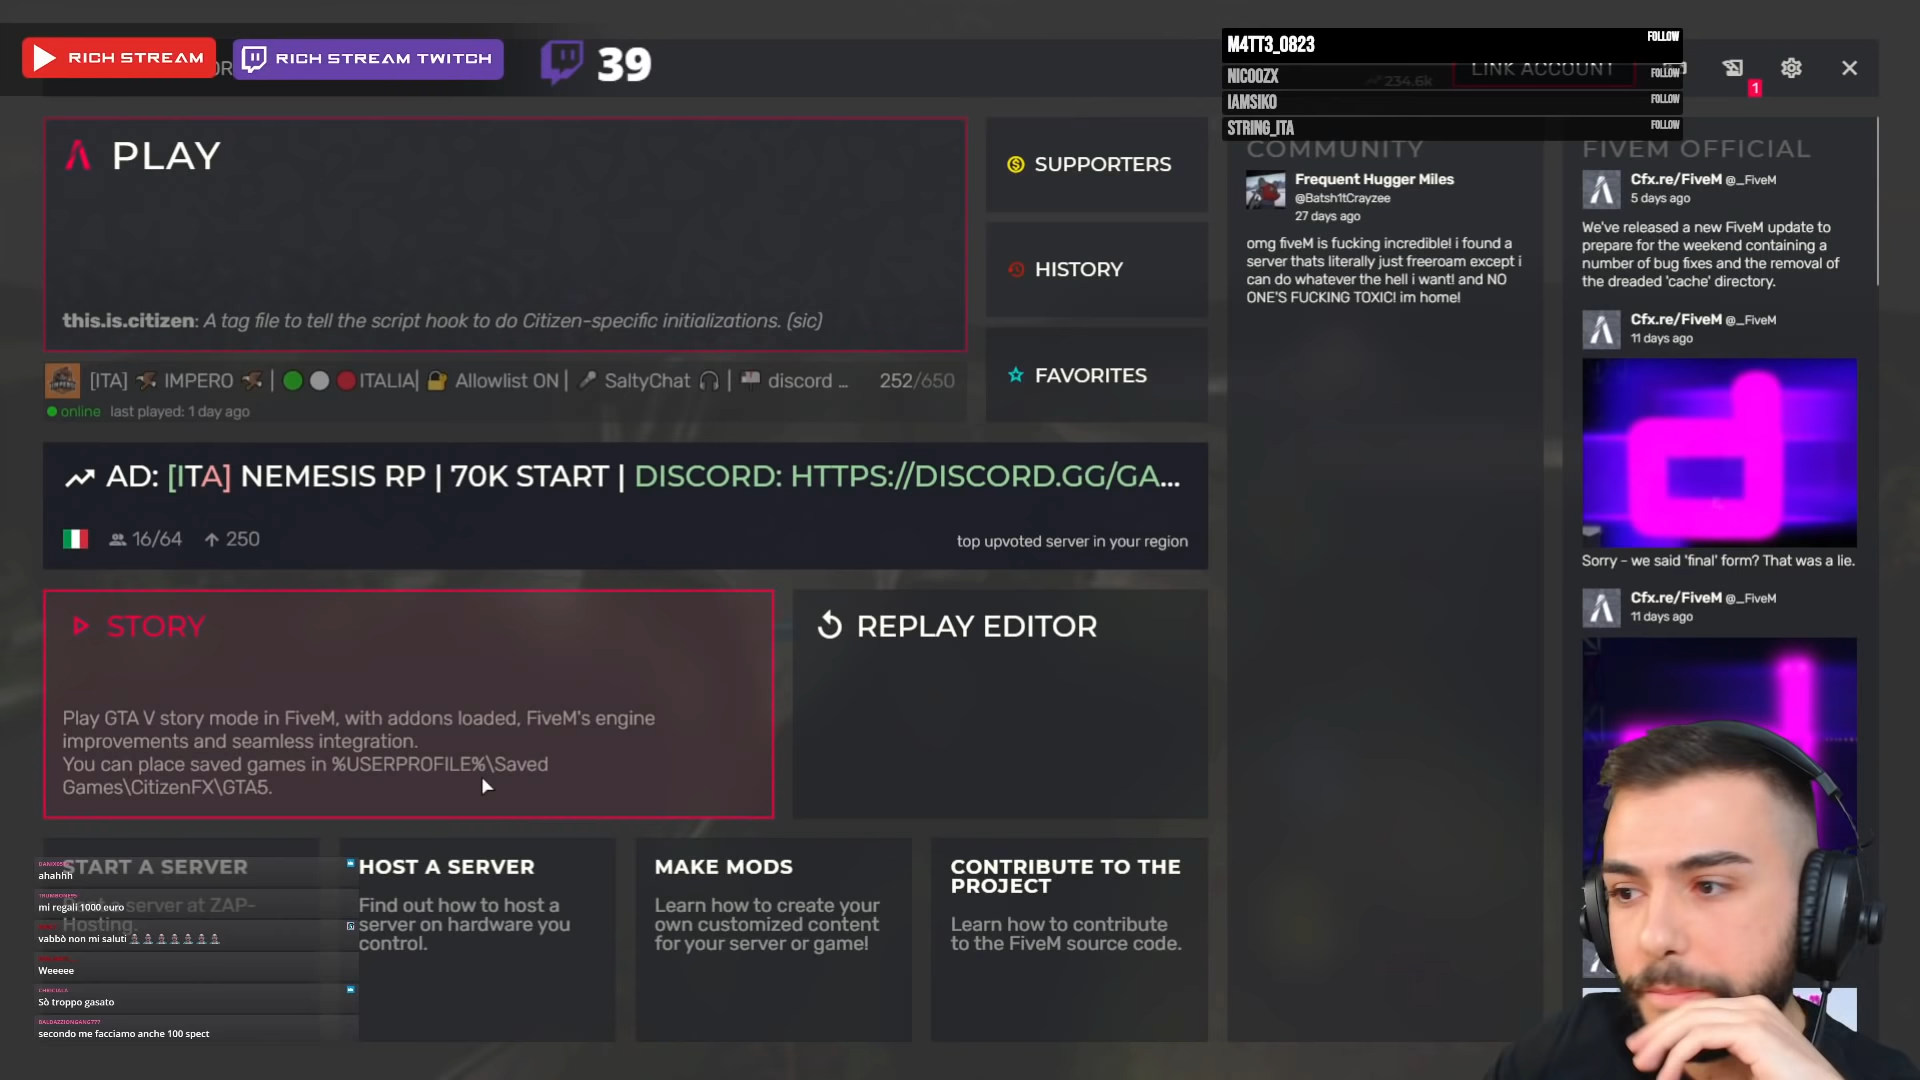 RICH STREAM
RICH STREAM TWITCH
39
M4TT3_0823 FOLLOW
NICOOZX FOLLOW
IAMSIKO FOLLOW
STRING_ITA FOLLOW
234.6k
LINK ACCOUNT
1
PLAY
this.is.citizen: A tag file to tell the script hook to do Citizen-specific initializations. (sic)
[ITA] IMPERO | ITALIA| Allowlist ON | SaltyChat | discord ... 252/650
online last played: 1 day ago
SUPPORTERS
HISTORY
FAVORITES
AD: [ITA] NEMESIS RP | 70K START | DISCORD: HTTPS://DISCORD.GG/GA...
16/64 250
top upvoted server in your region
STORY
Play GTA V story mode in FiveM, with addons loaded, FiveM's engine
improvements and seamless integration.
You can place saved games in %USERPROFILE%\Saved
Games\CitizenFX\GTA5.
REPLAY EDITOR
START A SERVER
a server at ZAP-
Hosting.
HOST A SERVER
Find out how to host a
server on hardware you
control.
MAKE MODS
Learn how to create your
own customized content
for your server or game!
CONTRIBUTE TO THE
PROJECT
Learn how to contribute
to the FiveM source code.
ahahhh
mi regali 1000 euro
vabbò non mi saluti
Weeeee
Sò troppo gasato
BALDAZZIONGANG777
secondo me facciamo anche 100 spect
COMMUNITY
Frequent Hugger Miles
@Batsh1tCrayzee
27 days ago
omg fiveM is fucking incredible! i found a
server thats literally just freeroam except i
can do whatever the hell i want! and NO
ONE'S FUCKING TOXIC! im home!
FIVEM OFFICIAL
Cfx.re/FiveM @_FiveM
5 days ago
We've released a new FiveM update to
prepare for the weekend containing a
number of bug fixes and the removal of
the dreaded 'cache' directory.
Cfx.re/FiveM @_FiveM
11 days ago
Sorry - we said 'final' form? That was a lie.
Cfx.re/FiveM @_FiveM
11 days ago